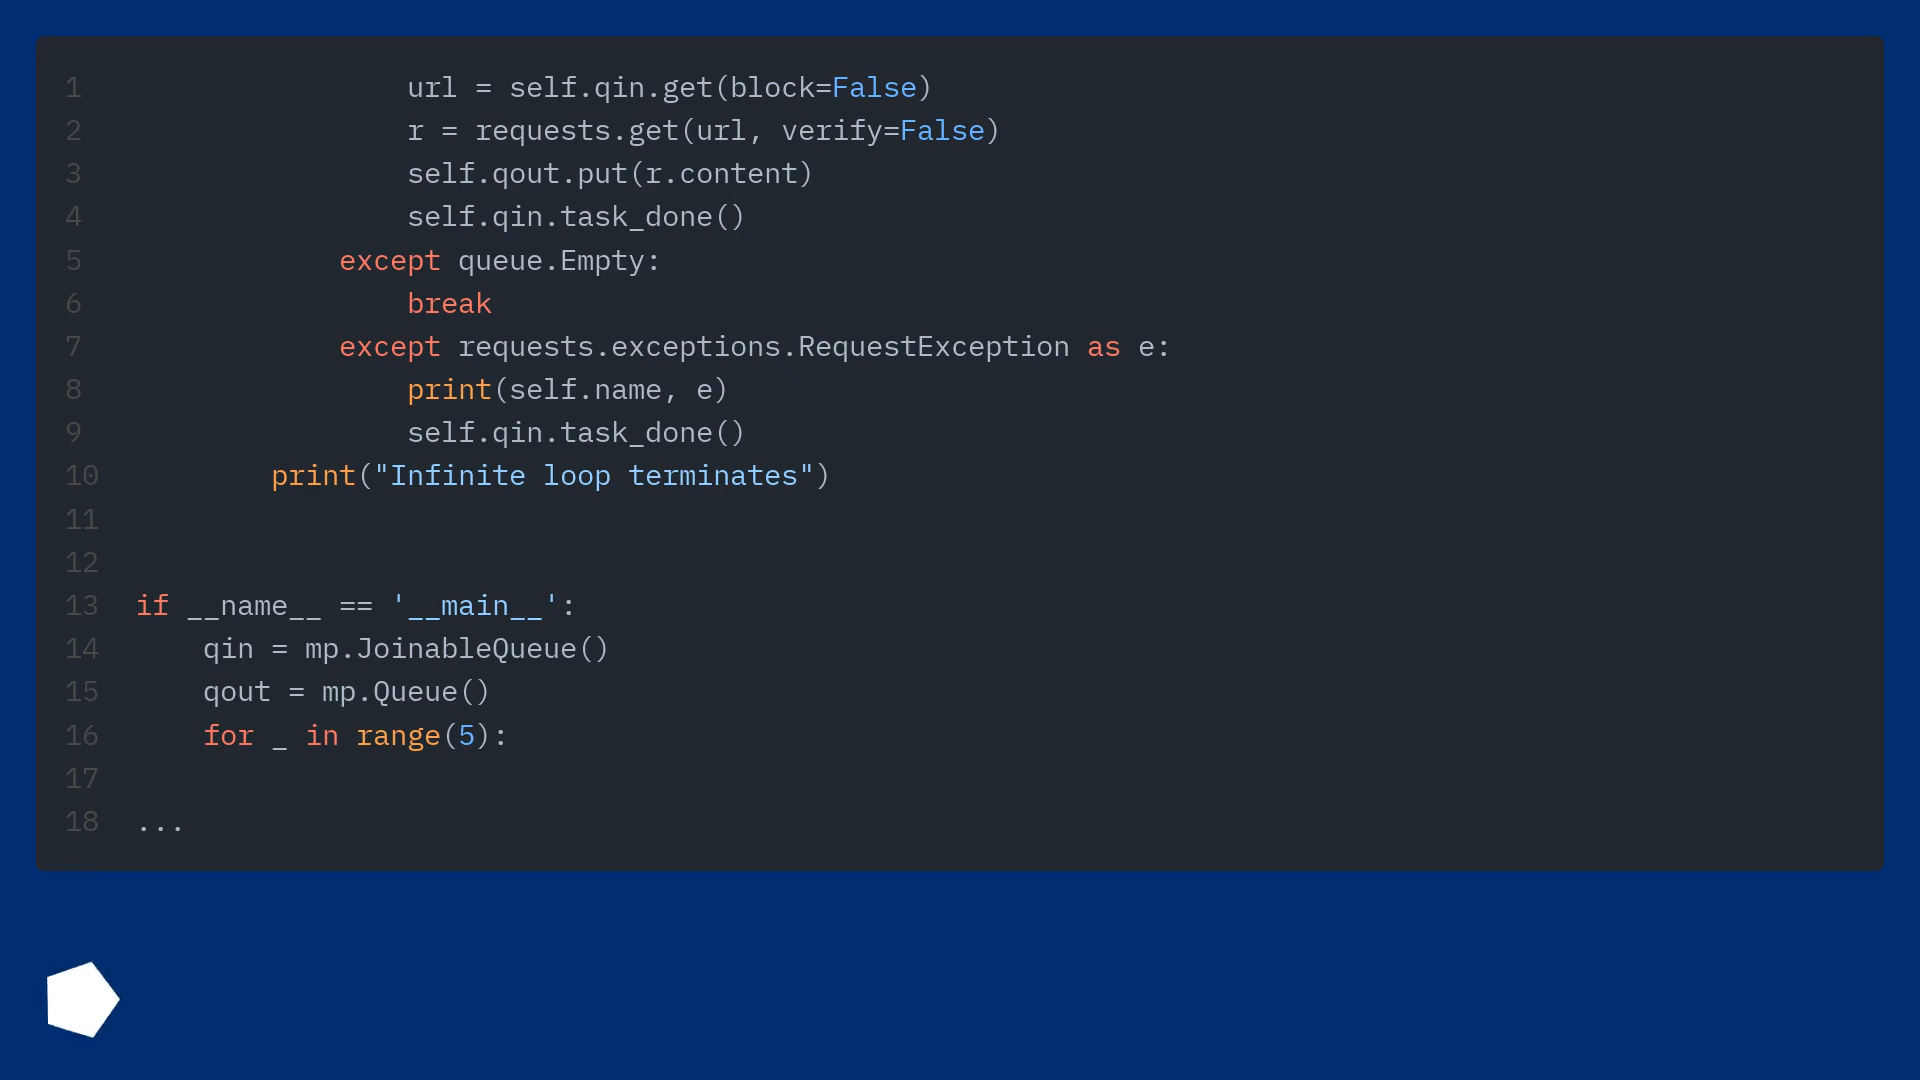 1 url = self.qin.get(block=False)
2 r = requests.get(url, verify=False)
3 self.qout.put(r.content)
4 self.qin.task_done()
5 except queue.Empty:
6 break
7 except requests.exceptions.RequestException as e:
8 print(self.name, e)
9 self.qin.task_done()
10 print("Infinite loop terminates")
11
12
13 if __name__ == '__main__':
14 qin = mp.JoinableQueue()
15 qout = mp.Queue()
16 for _ in range(5):
17
18 ...